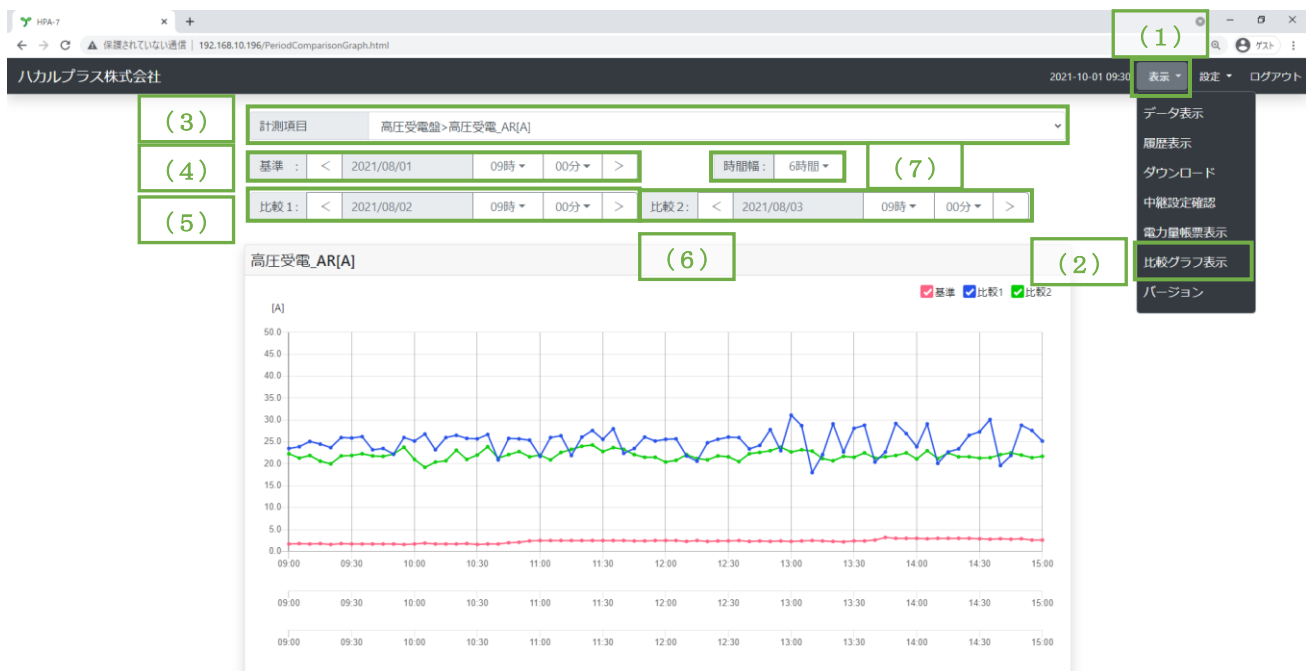 HPA-7
保護されていない通信 | 192.168.10.196/PeriodComparisonGraph.html
ゲスト
(1)
ハカルプラス株式会社
2021-10-01 09:30
表示
設定
ログアウト
データ表示
履歴表示
ダウンロード
中継設定確認
電力量帳票表示
(2)
比較グラフ表示
バージョン
(3)
計測項目
高圧受電盤>高圧受電_AR[A]
(4)
基準 : < 2021/08/01 09時 00分 >
時間幅 : 6時間
(7)
(5)
比較1: < 2021/08/02 09時 00分 >
比較2: < 2021/08/03 09時 00分 >
(6)
高圧受電_AR[A]
基準 比較1 比較2
[A]
50.0
45.0
40.0
35.0
30.0
25.0
20.0
15.0
10.0
5.0
0.0
09:00 09:30 10:00 10:30 11:00 11:30 12:00 12:30 13:00 13:30 14:00 14:30 15:00
09:00 09:30 10:00 10:30 11:00 11:30 12:00 12:30 13:00 13:30 14:00 14:30 15:00
09:00 09:30 10:00 10:30 11:00 11:30 12:00 12:30 13:00 13:30 14:00 14:30 15:00